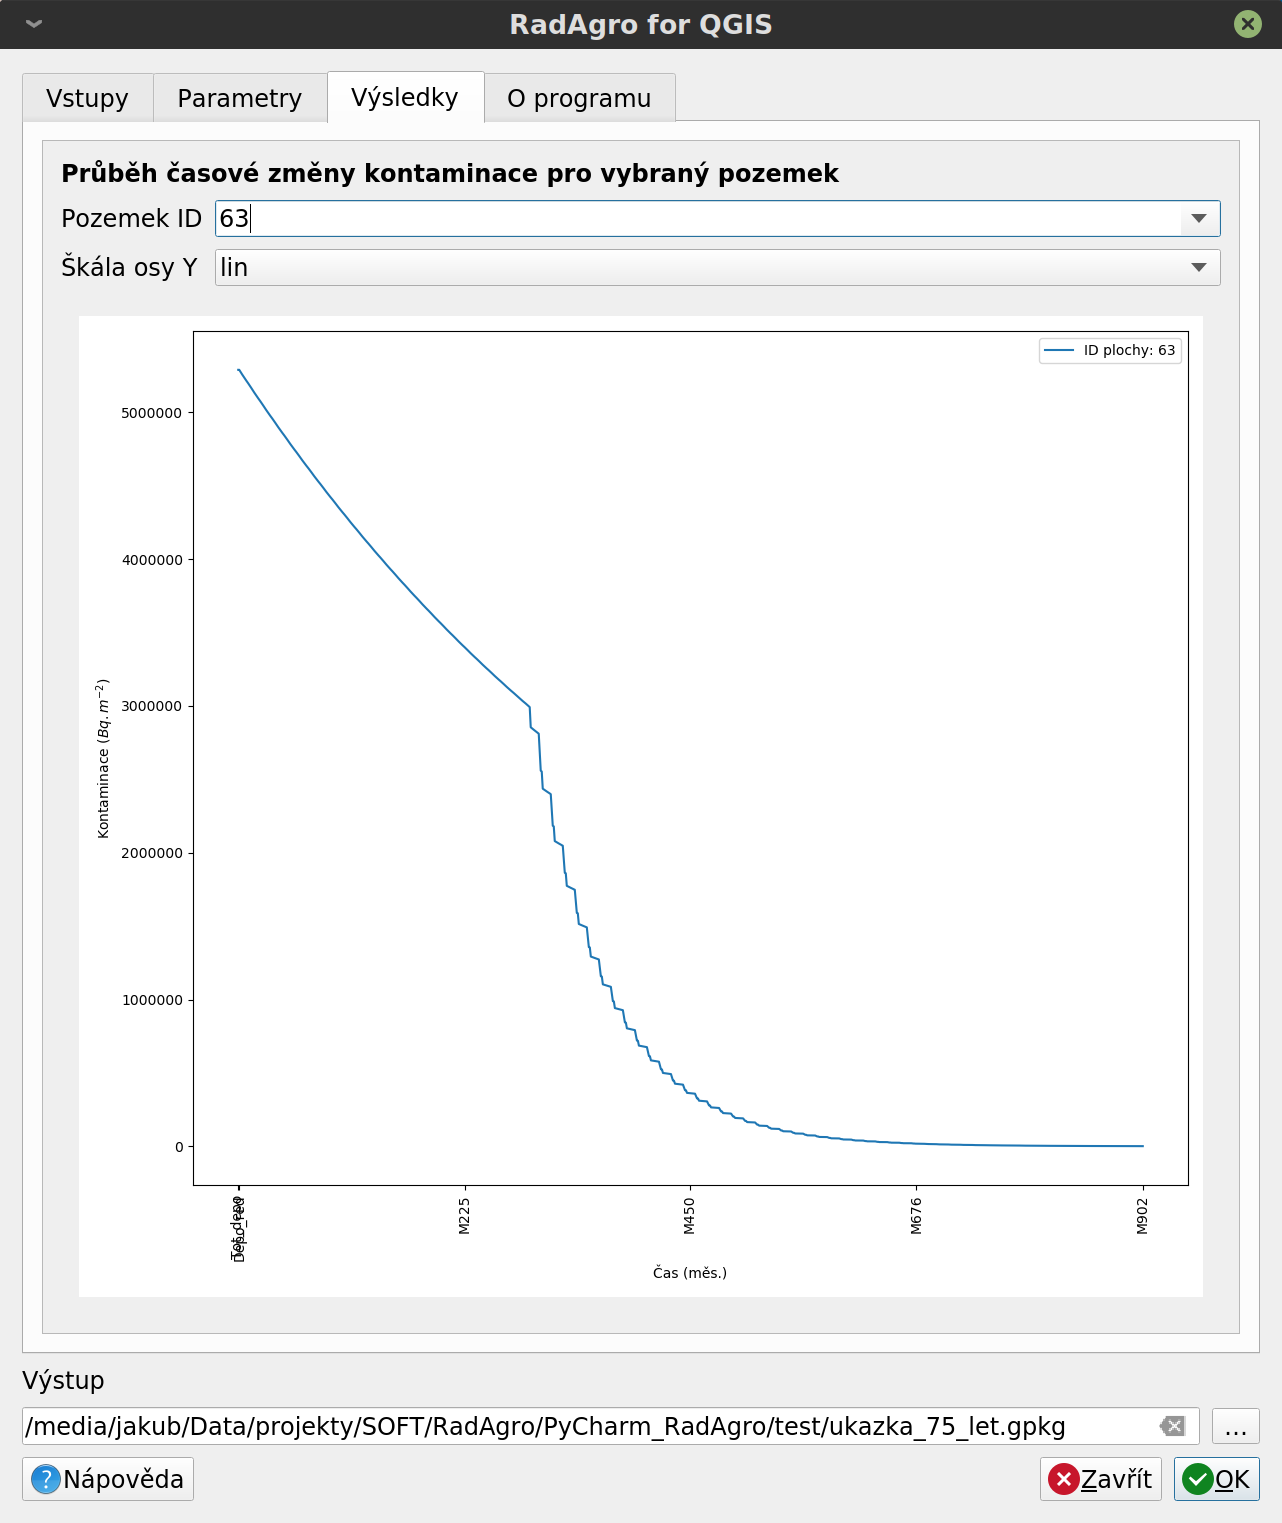 RadAgro for QGIS
Vstupy
Parametry
Výsledky
O programu
Průběh časové změny kontaminace pro vybraný pozemek
Pozemek ID
63
Škála osy Y
lin
ID plochy: 63
5000000
4000000
3000000
2000000
1000000
0
Kontaminace (Bq.m⁻²)
Tot_depo
Depo_red
M225
M450
M676
M902
Čas (měs.)
Výstup
/media/jakub/Data/projekty/SOFT/RadAgro/PyCharm_RadAgro/test/ukazka_75_let.gpkg
...
Nápověda
Zavřít
OK